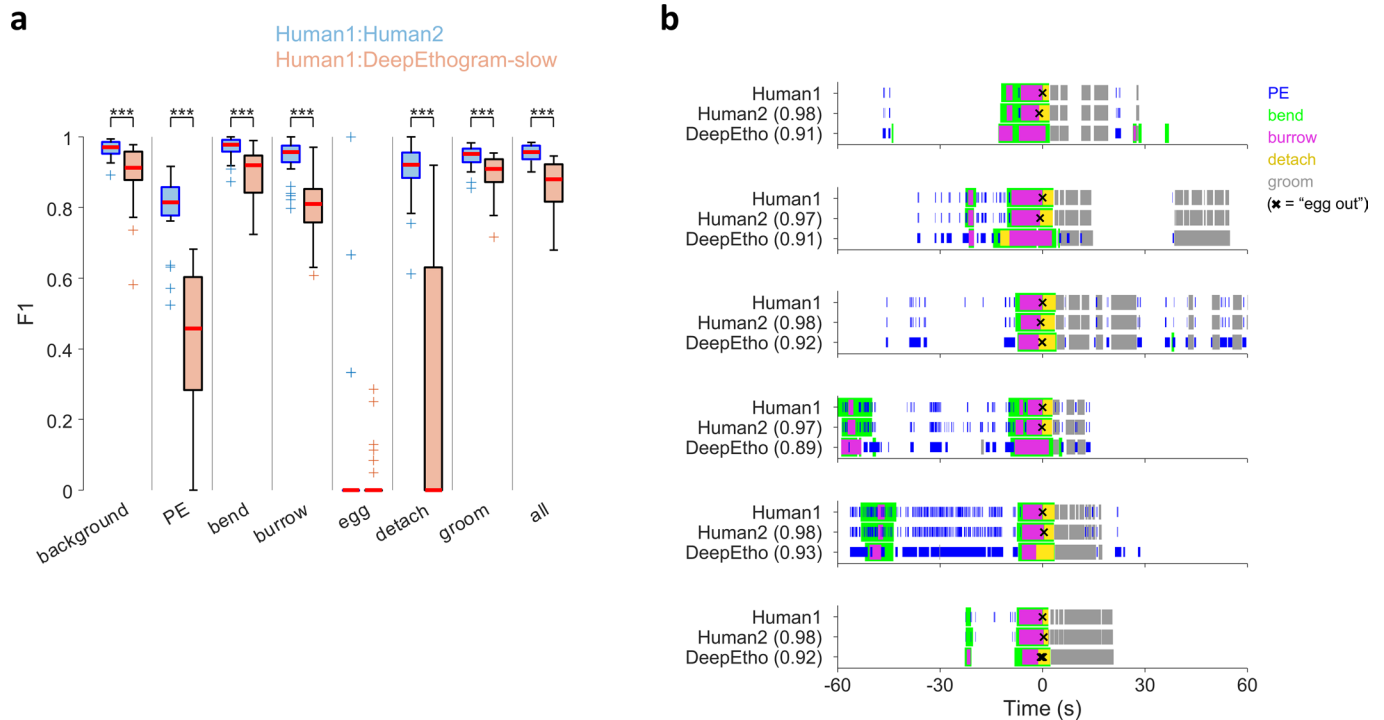 a
Human1:Human2
Human1:DeepEthogram-slow
*** *** *** *** *** *** ***
1
0.8
0.6
0.4
0.2
0
F1
background
PE
bend
burrow
egg
detach
groom
all
b
Human1
Human2 (0.98)
DeepEtho (0.91)
Human1
Human2 (0.97)
DeepEtho (0.91)
Human1
Human2 (0.98)
DeepEtho (0.92)
Human1
Human2 (0.97)
DeepEtho (0.89)
Human1
Human2 (0.98)
DeepEtho (0.93)
Human1
Human2 (0.98)
DeepEtho (0.92)
-60 -30 0 30 60
Time (s)
PE
bend
burrow
detach
groom
(✖ = “egg out”)